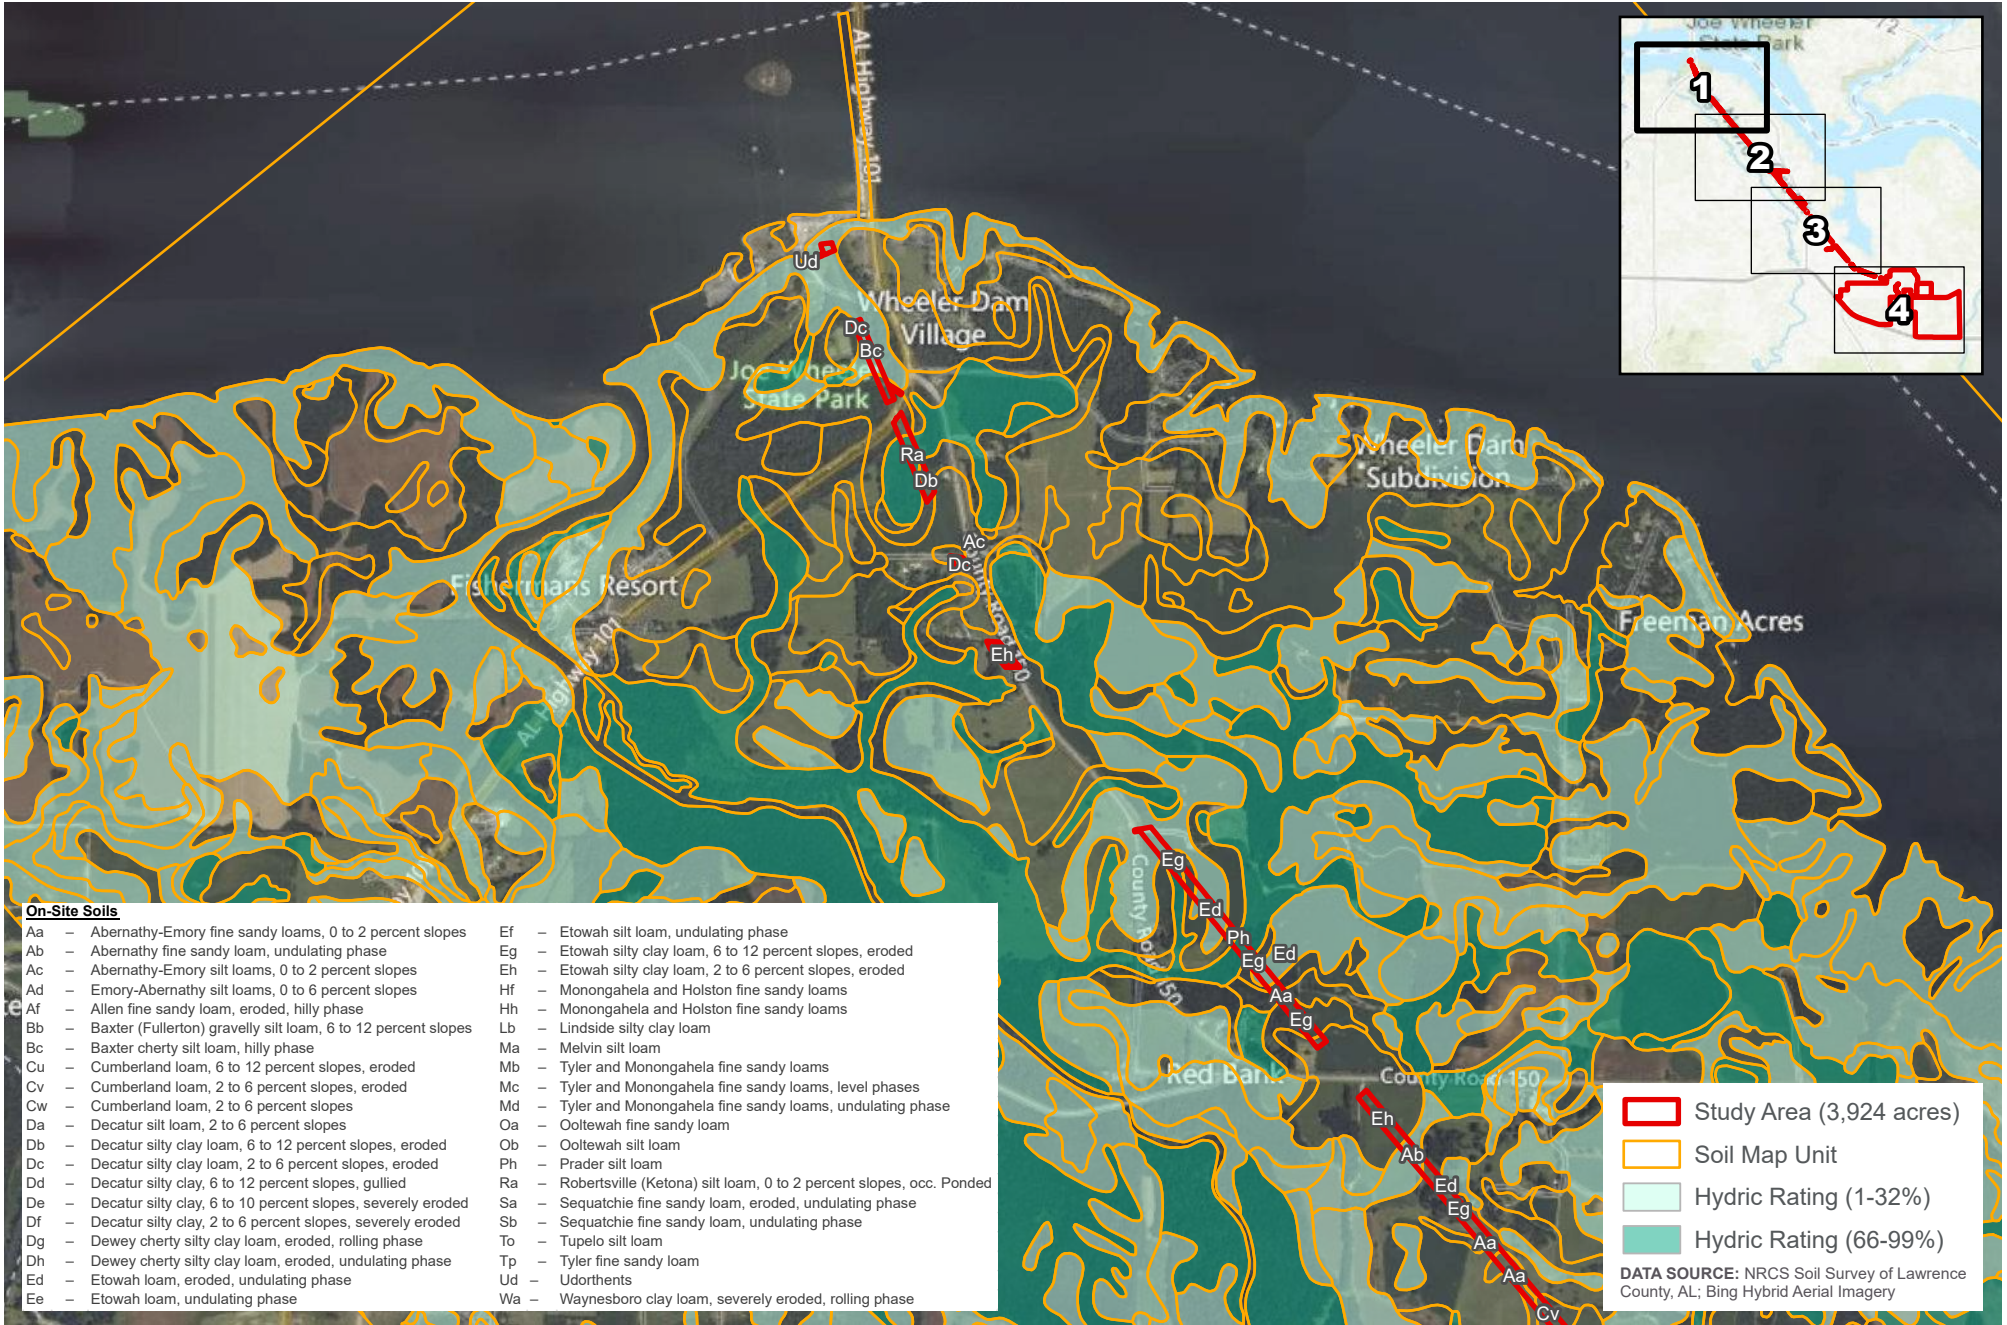 Joe Wheeler
State Park
72
1
2
3
4
AL Highway 101
Ud
Wheeler Dam
Village
Dc
Bc
Joe Wheeler
State Park
Ra
Db
Wheeler Dam
Subdivision
Ac
Dc
County Road 150
Eh
Fishermans Resort
AL Highway 101
Freeman Acres
Eg
Ed
Ph
Eg
Ed
Aa
Eg
County Road 150
Red Bank
County Road 150
Eh
Ab
Ed
Eg
Aa
Aa
Cv
On-Site Soils
Aa – Abernathy-Emory fine sandy loams, 0 to 2 percent slopes
Ab – Abernathy fine sandy loam, undulating phase
Ac – Abernathy-Emory silt loams, 0 to 2 percent slopes
Ad – Emory-Abernathy silt loams, 0 to 6 percent slopes
Af – Allen fine sandy loam, eroded, hilly phase
Bb – Baxter (Fullerton) gravelly silt loam, 6 to 12 percent slopes
Bc – Baxter cherty silt loam, hilly phase
Cu – Cumberland loam, 6 to 12 percent slopes, eroded
Cv – Cumberland loam, 2 to 6 percent slopes, eroded
Cw – Cumberland loam, 2 to 6 percent slopes
Da – Decatur silt loam, 2 to 6 percent slopes
Db – Decatur silty clay loam, 6 to 12 percent slopes, eroded
Dc – Decatur silty clay loam, 2 to 6 percent slopes, eroded
Dd – Decatur silty clay, 6 to 12 percent slopes, gullied
De – Decatur silty clay, 6 to 10 percent slopes, severely eroded
Df – Decatur silty clay, 2 to 6 percent slopes, severely eroded
Dg – Dewey cherty silty clay loam, eroded, rolling phase
Dh – Dewey cherty silty clay loam, eroded, undulating phase
Ed – Etowah loam, eroded, undulating phase
Ee – Etowah loam, undulating phase
Ef – Etowah silt loam, undulating phase
Eg – Etowah silty clay loam, 6 to 12 percent slopes, eroded
Eh – Etowah silty clay loam, 2 to 6 percent slopes, eroded
Hf – Monongahela and Holston fine sandy loams
Hh – Monongahela and Holston fine sandy loams
Lb – Lindside silty clay loam
Ma – Melvin silt loam
Mb – Tyler and Monongahela fine sandy loams
Mc – Tyler and Monongahela fine sandy loams, level phases
Md – Tyler and Monongahela fine sandy loams, undulating phase
Oa – Ooltewah fine sandy loam
Ob – Ooltewah silt loam
Ph – Prader silt loam
Ra – Robertsville (Ketona) silt loam, 0 to 2 percent slopes, occ. Ponded
Sa – Sequatchie fine sandy loam, eroded, undulating phase
Sb – Sequatchie fine sandy loam, undulating phase
To – Tupelo silt loam
Tp – Tyler fine sandy loam
Ud – Udorthents
Wa – Waynesboro clay loam, severely eroded, rolling phase
Study Area (3,924 acres)
Soil Map Unit
Hydric Rating (1-32%)
Hydric Rating (66-99%)
DATA SOURCE: NRCS Soil Survey of Lawrence
County, AL; Bing Hybrid Aerial Imagery